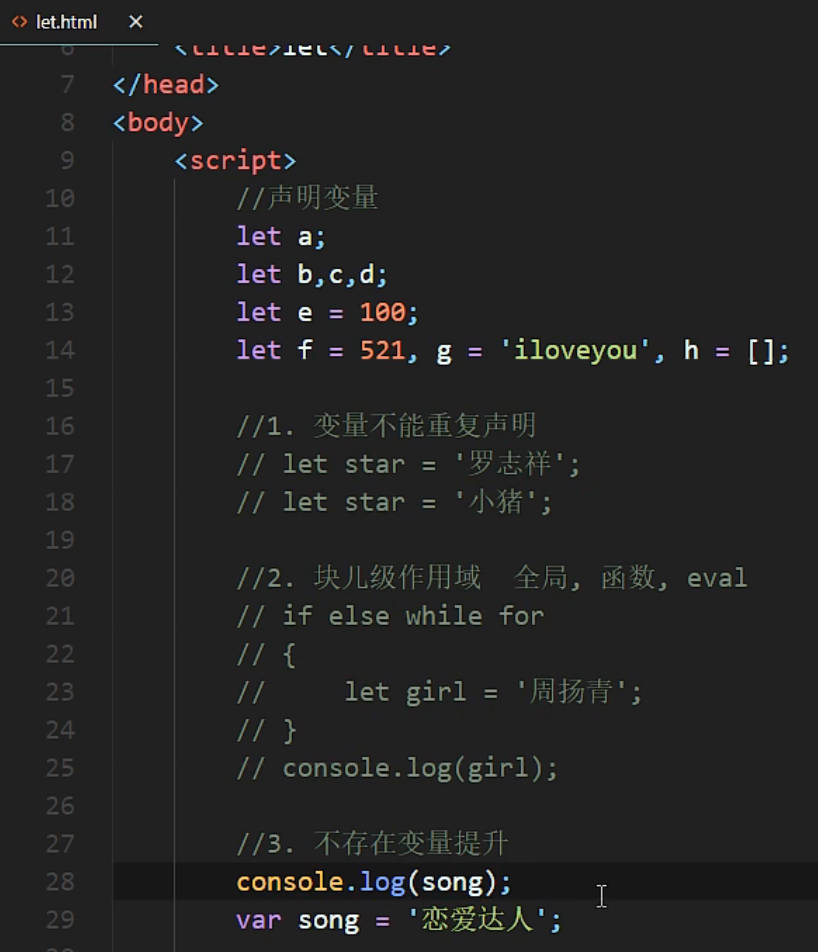 <> let.html ×
6 <title>let</title>
7 </head>
8 <body>
9 <script>
10 //声明变量
11 let a;
12 let b,c,d;
13 let e = 100;
14 let f = 521, g = 'iloveyou', h = [];
15
16 //1. 变量不能重复声明
17 // let star = '罗志祥';
18 // let star = '小猪';
19
20 //2. 块儿级作用域 全局, 函数, eval
21 // if else while for
22 // {
23 // let girl = '周扬青';
24 // }
25 // console.log(girl);
26
27 //3. 不存在变量提升
28 console.log(song);
29 var song = '恋爱达人';